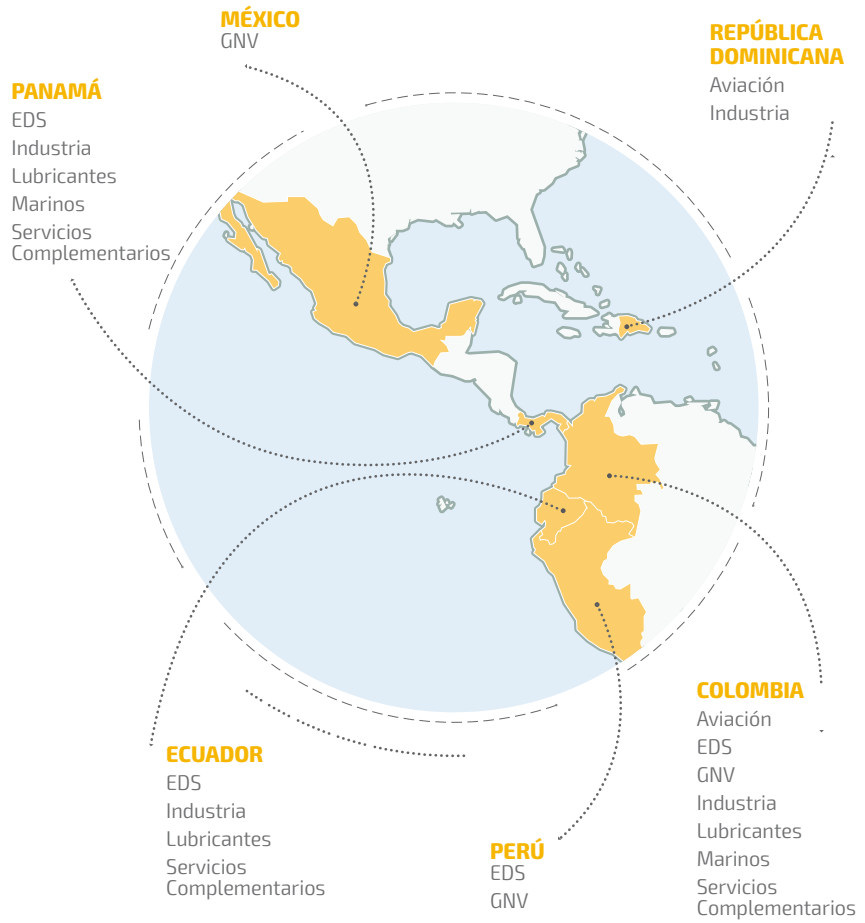 MÉXICO
GNV
REPÚBLICA
DOMINICANA
Aviación
Industria
PANAMÁ
EDS
Industria
Lubricantes
Marinos
Servicios
Complementarios
ECUADOR
EDS
Industria
Lubricantes
Servicios
Complementarios
PERÚ
EDS
GNV
COLOMBIA
Aviación
EDS
GNV
Industria
Lubricantes
Marinos
Servicios
Complementarios